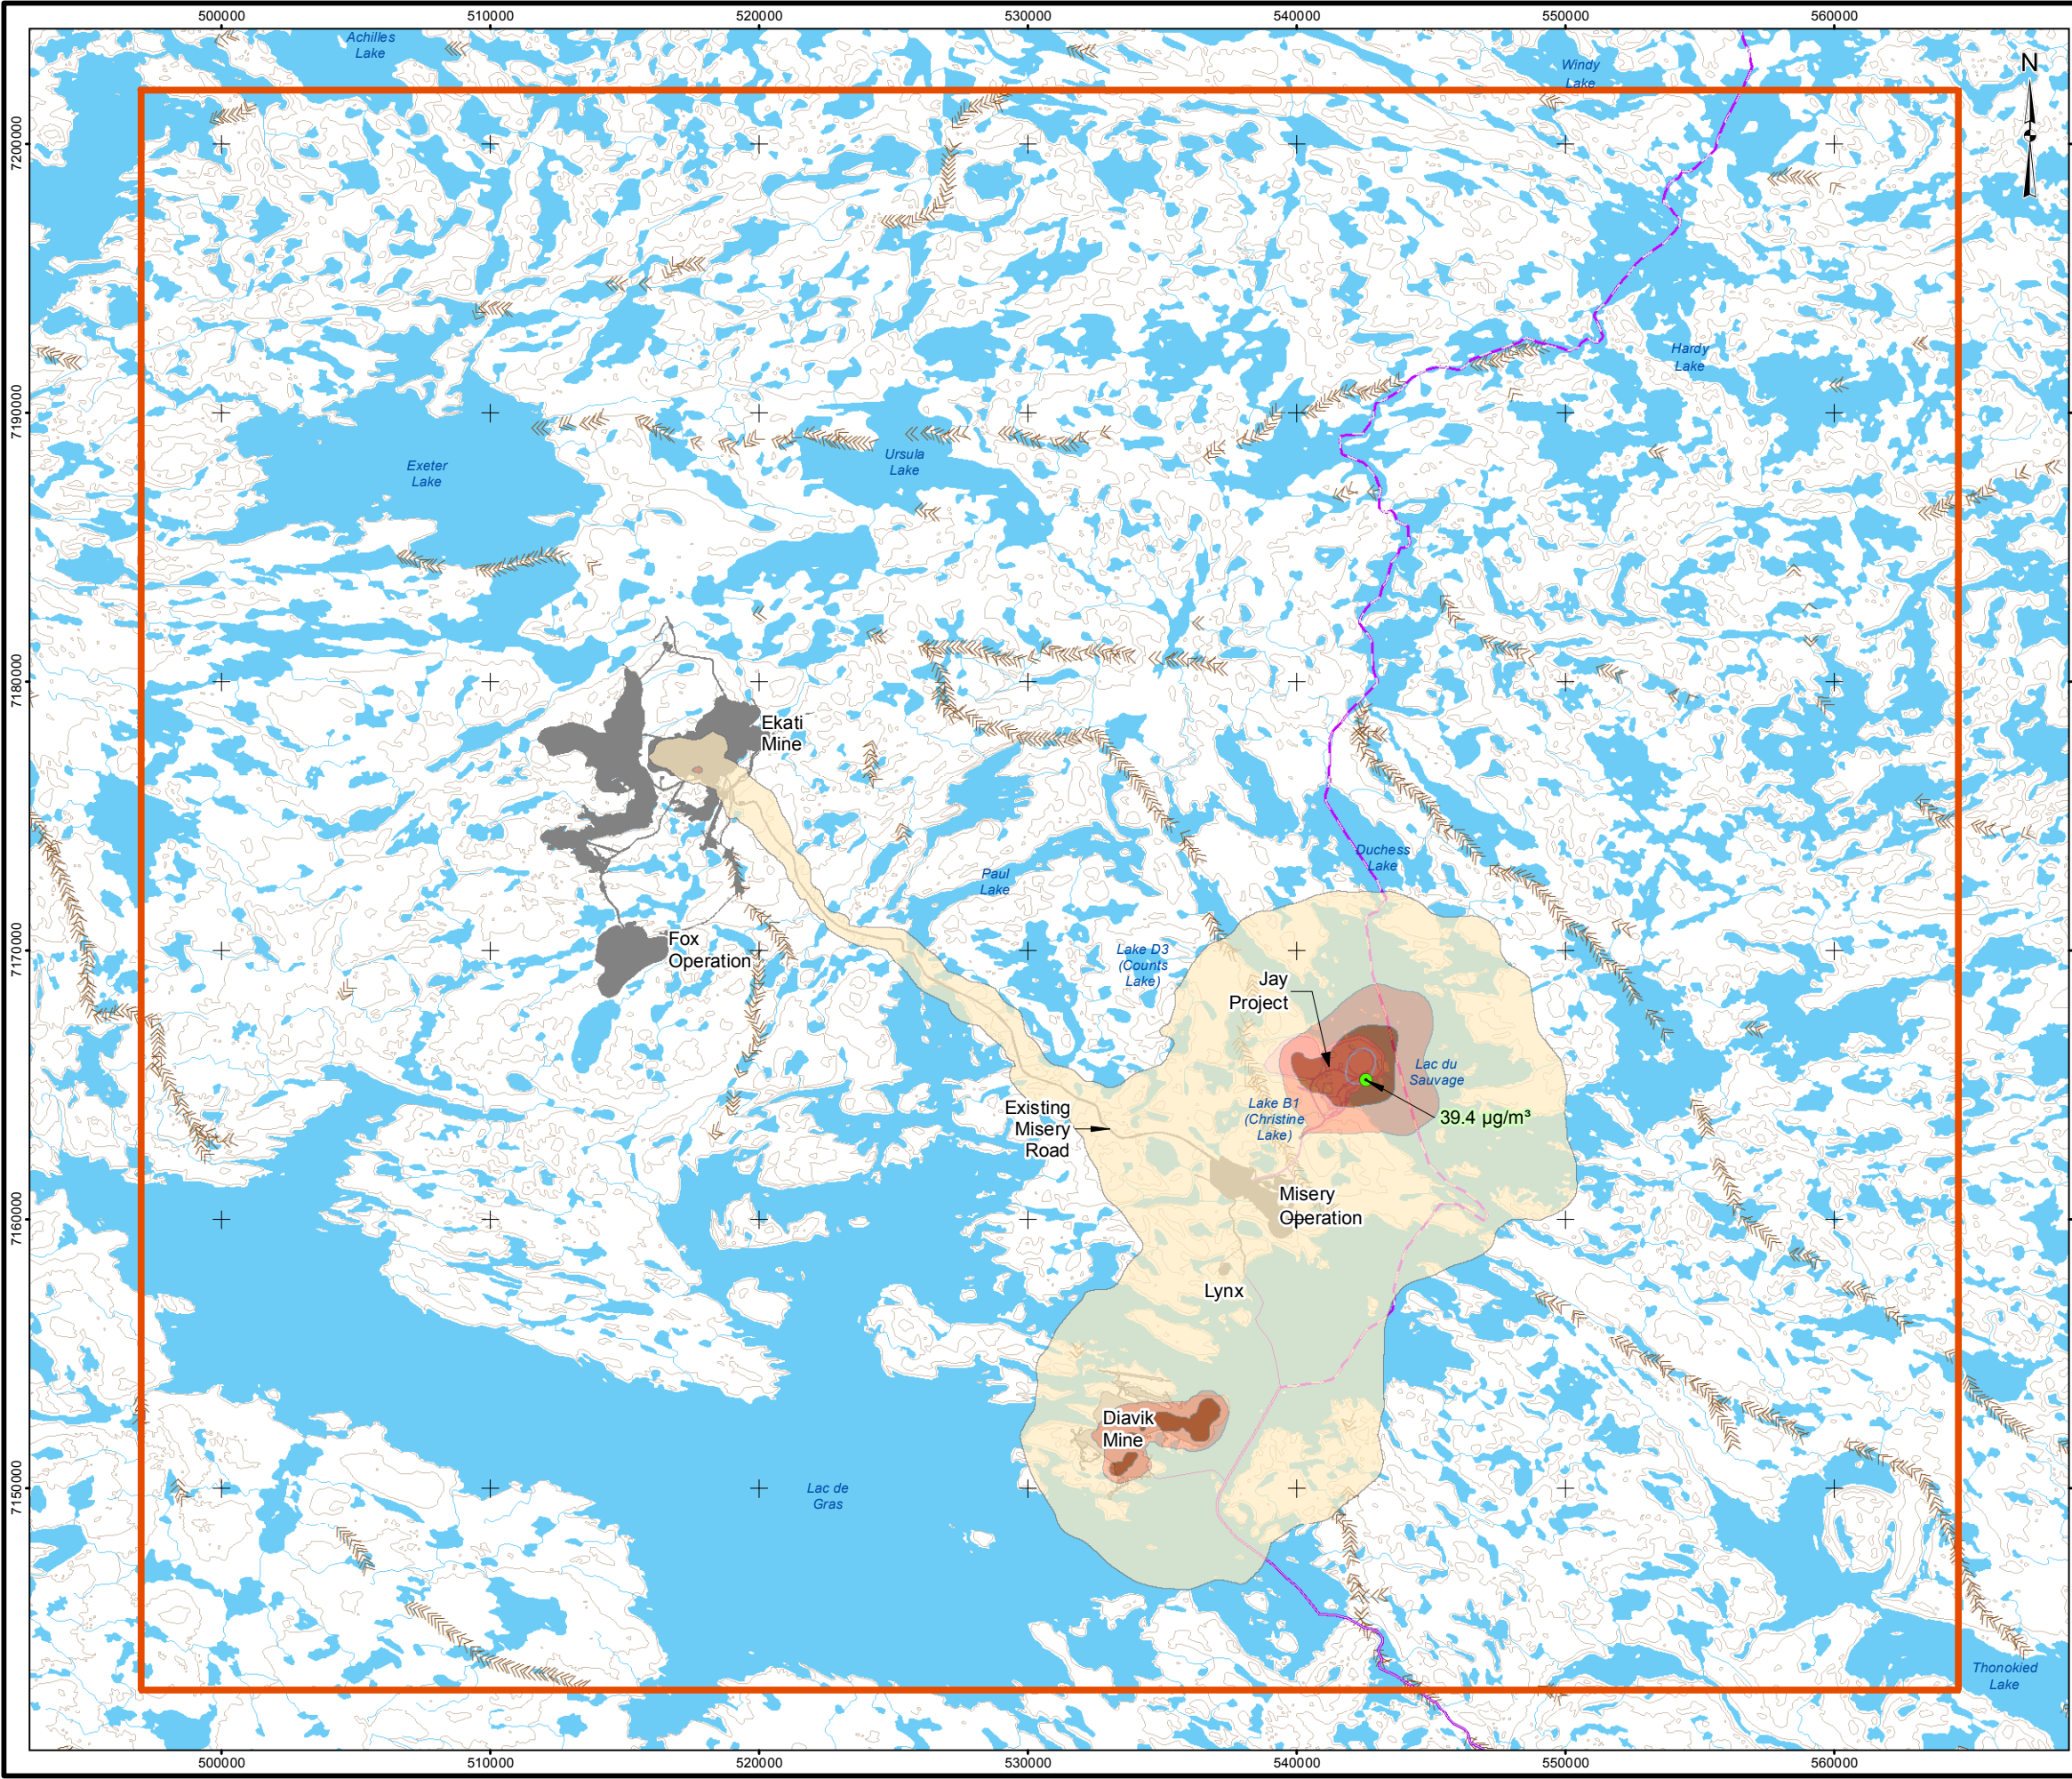 500000 510000 520000 530000 540000 550000 560000
Achilles
Lake
Windy
Lake
N
7200000
Hardy
Lake
7190000
Exeter
Lake
Ursula
Lake
7180000
Ekati
Mine
Duchess
Lake
Paul
Lake
Fox
Operation
7170000
Lake D3
(Counts
Lake)
Jay
Project
Lac du
Sauvage
Existing
Misery
Road
Lake B1
(Christine
Lake)
39.4 µg/m³
Misery
Operation
7160000
Lynx
Diavik
Mine
7150000
Lac de
Gras
Thonokied
Lake
500000 510000 520000 530000 540000 550000 560000